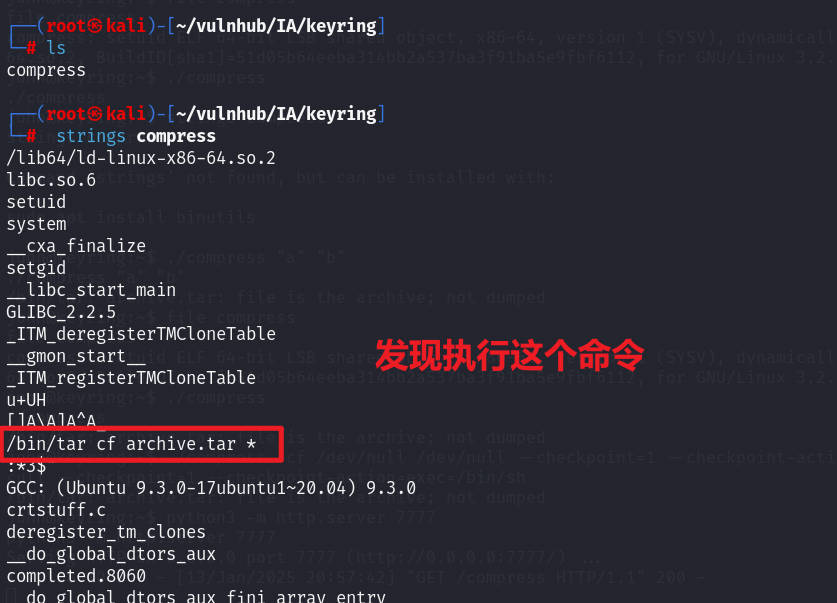 ┌──(root㉿kali)-[~/vulnhub/IA/keyring]
└─# ls
compress
┌──(root㉿kali)-[~/vulnhub/IA/keyring]
└─# strings compress
/lib64/ld-linux-x86-64.so.2
libc.so.6
setuid
system
__cxa_finalize
setgid
__libc_start_main
GLIBC_2.2.5
_ITM_deregisterTMCloneTable
发现执行这个命令
__gmon_start__
_ITM_registerTMCloneTable
u+UH
[]A\A]A^A_
/bin/tar cf archive.tar *
:*3$
GCC: (Ubuntu 9.3.0-17ubuntu1~20.04) 9.3.0
crtstuff.c
deregister_tm_clones
__do_global_dtors_aux
completed.8060
__do_global_dtors_aux_fini_array_entry